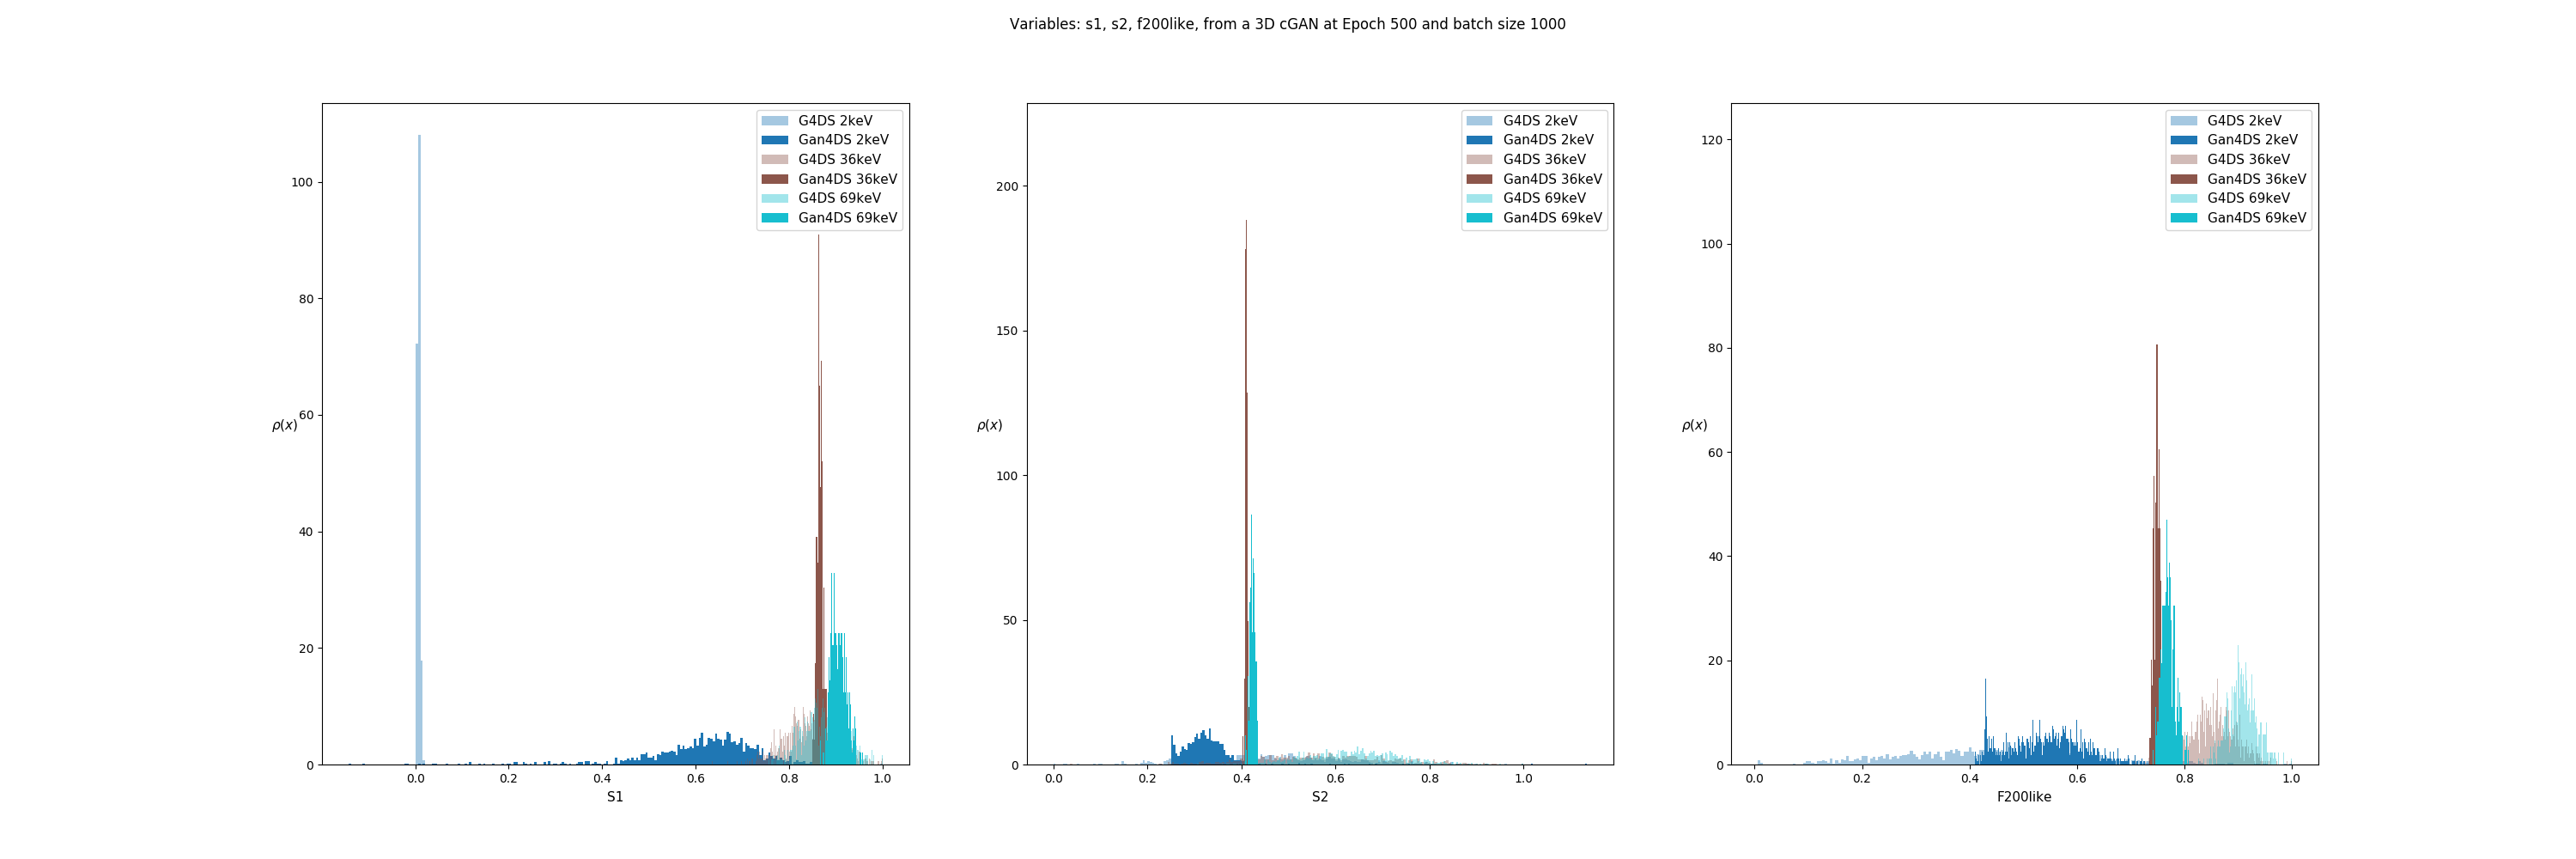 Variables: s1, s2, f200like, from a 3D cGAN at Epoch 500 and batch size 1000
G4DS 2keV
Gan4DS 2keV
G4DS 36keV
Gan4DS 36keV
G4DS 69keV
Gan4DS 69keV
100
80
60
40
20
0
ρ(x)
0.0 0.2 0.4 0.6 0.8 1.0
S1
G4DS 2keV
Gan4DS 2keV
G4DS 36keV
Gan4DS 36keV
G4DS 69keV
Gan4DS 69keV
200
150
100
50
0
ρ(x)
0.0 0.2 0.4 0.6 0.8 1.0
S2
G4DS 2keV
Gan4DS 2keV
G4DS 36keV
Gan4DS 36keV
G4DS 69keV
Gan4DS 69keV
120
100
80
60
40
20
0
ρ(x)
0.0 0.2 0.4 0.6 0.8 1.0
F200like